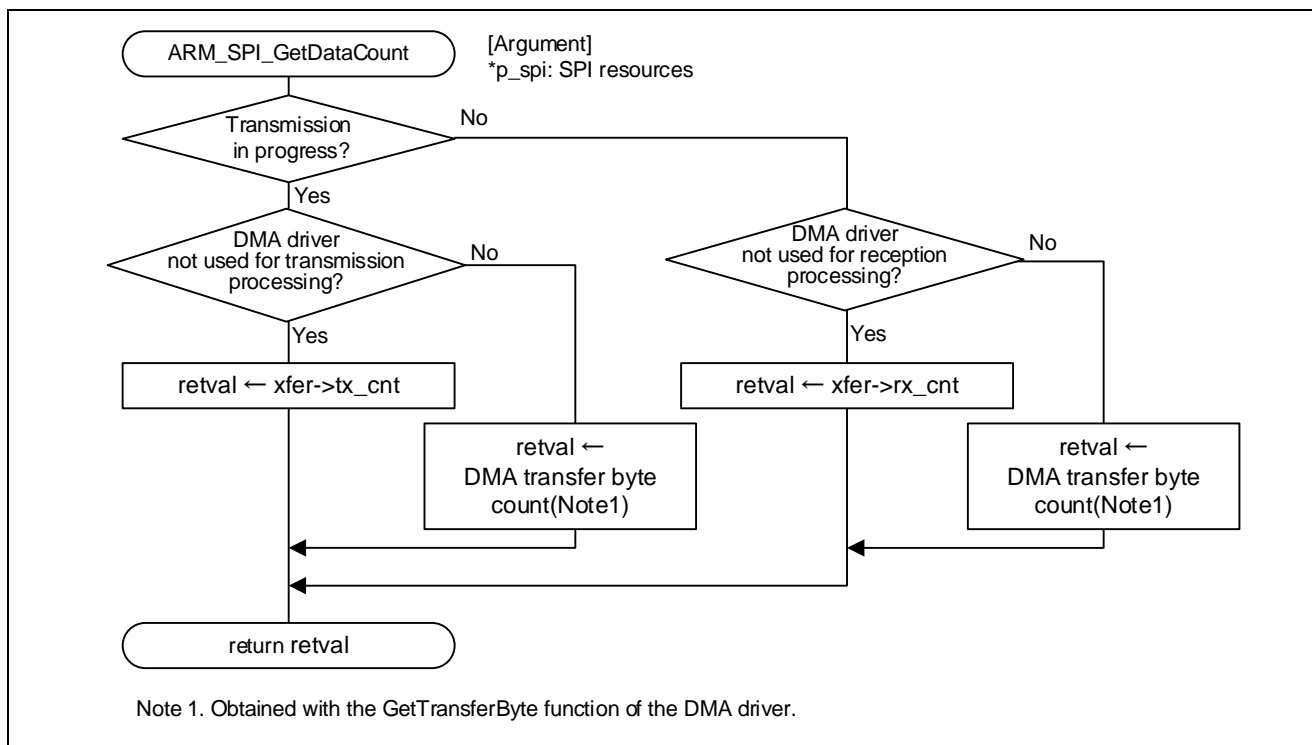 ARM_SPI_GetDataCount
[Argument]
*p_spi: SPI resources
Transmission
in progress?
No
Yes
DMA driver
not used for transmission
processing?
No
DMA driver
not used for reception
processing?
No
Yes
Yes
retval ← xfer->tx_cnt
retval ← xfer->rx_cnt
retval ←
DMA transfer byte
count(Note1)
retval ←
DMA transfer byte
count(Note1)
return retval
Note 1. Obtained with the GetTransferByte function of the DMA driver.